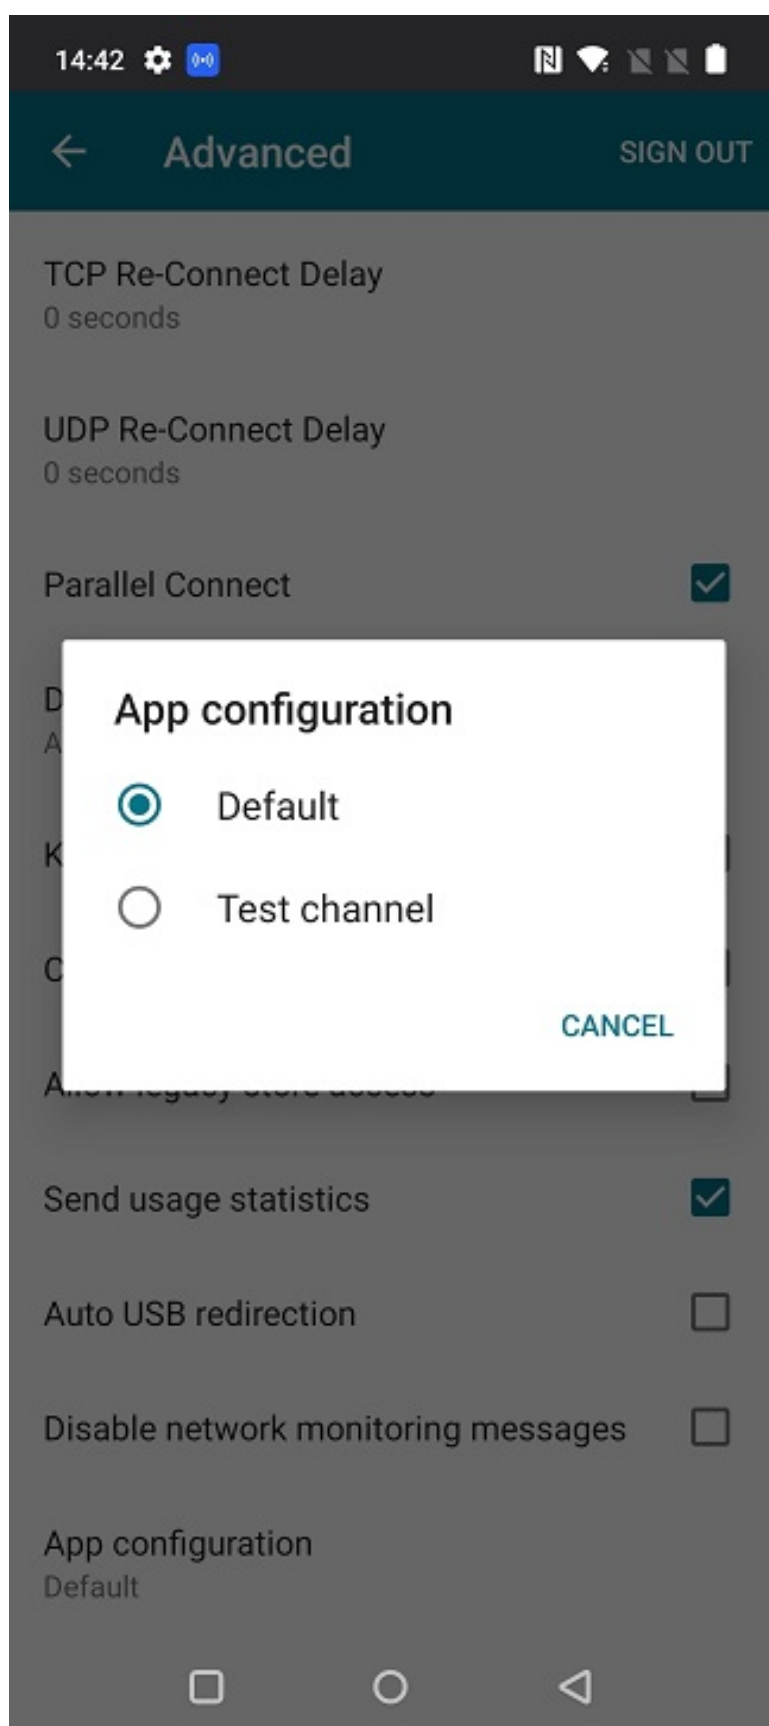 14:42
Advanced
SIGN OUT
TCP Re-Connect Delay
0 seconds
UDP Re-Connect Delay
0 seconds
Parallel Connect
App configuration
Default
Test channel
CANCEL
Send usage statistics
Auto USB redirection
Disable network monitoring messages
App configuration
Default